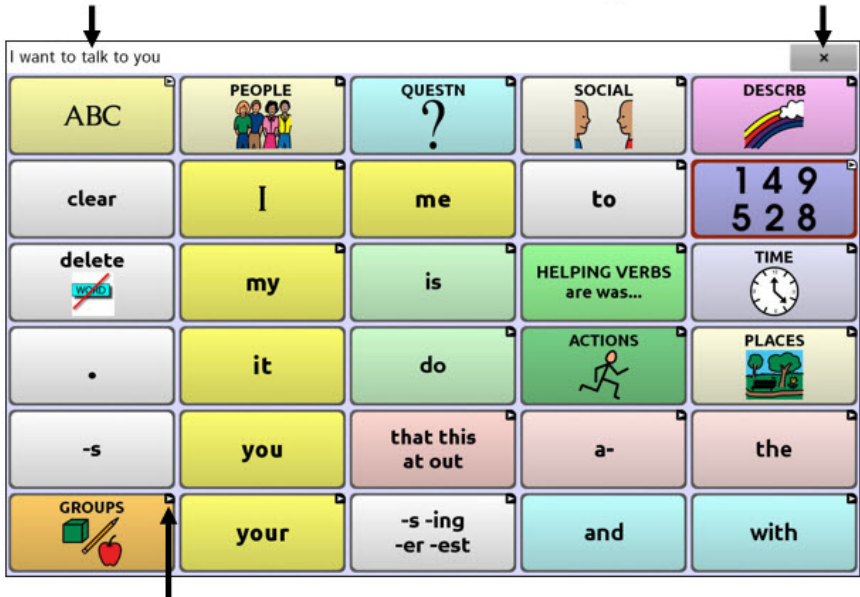 I want to talk to you
×
ABC
PEOPLE
QUESTN
?
SOCIAL
DESCRB
clear
I
me
to
1 4 9
5 2 8
delete
WORD
my
is
HELPING VERBS
are was...
TIME
.
it
do
ACTIONS
PLACES
-s
you
that this
at out
a-
the
GROUPS
your
-s -ing
-er -est
and
with